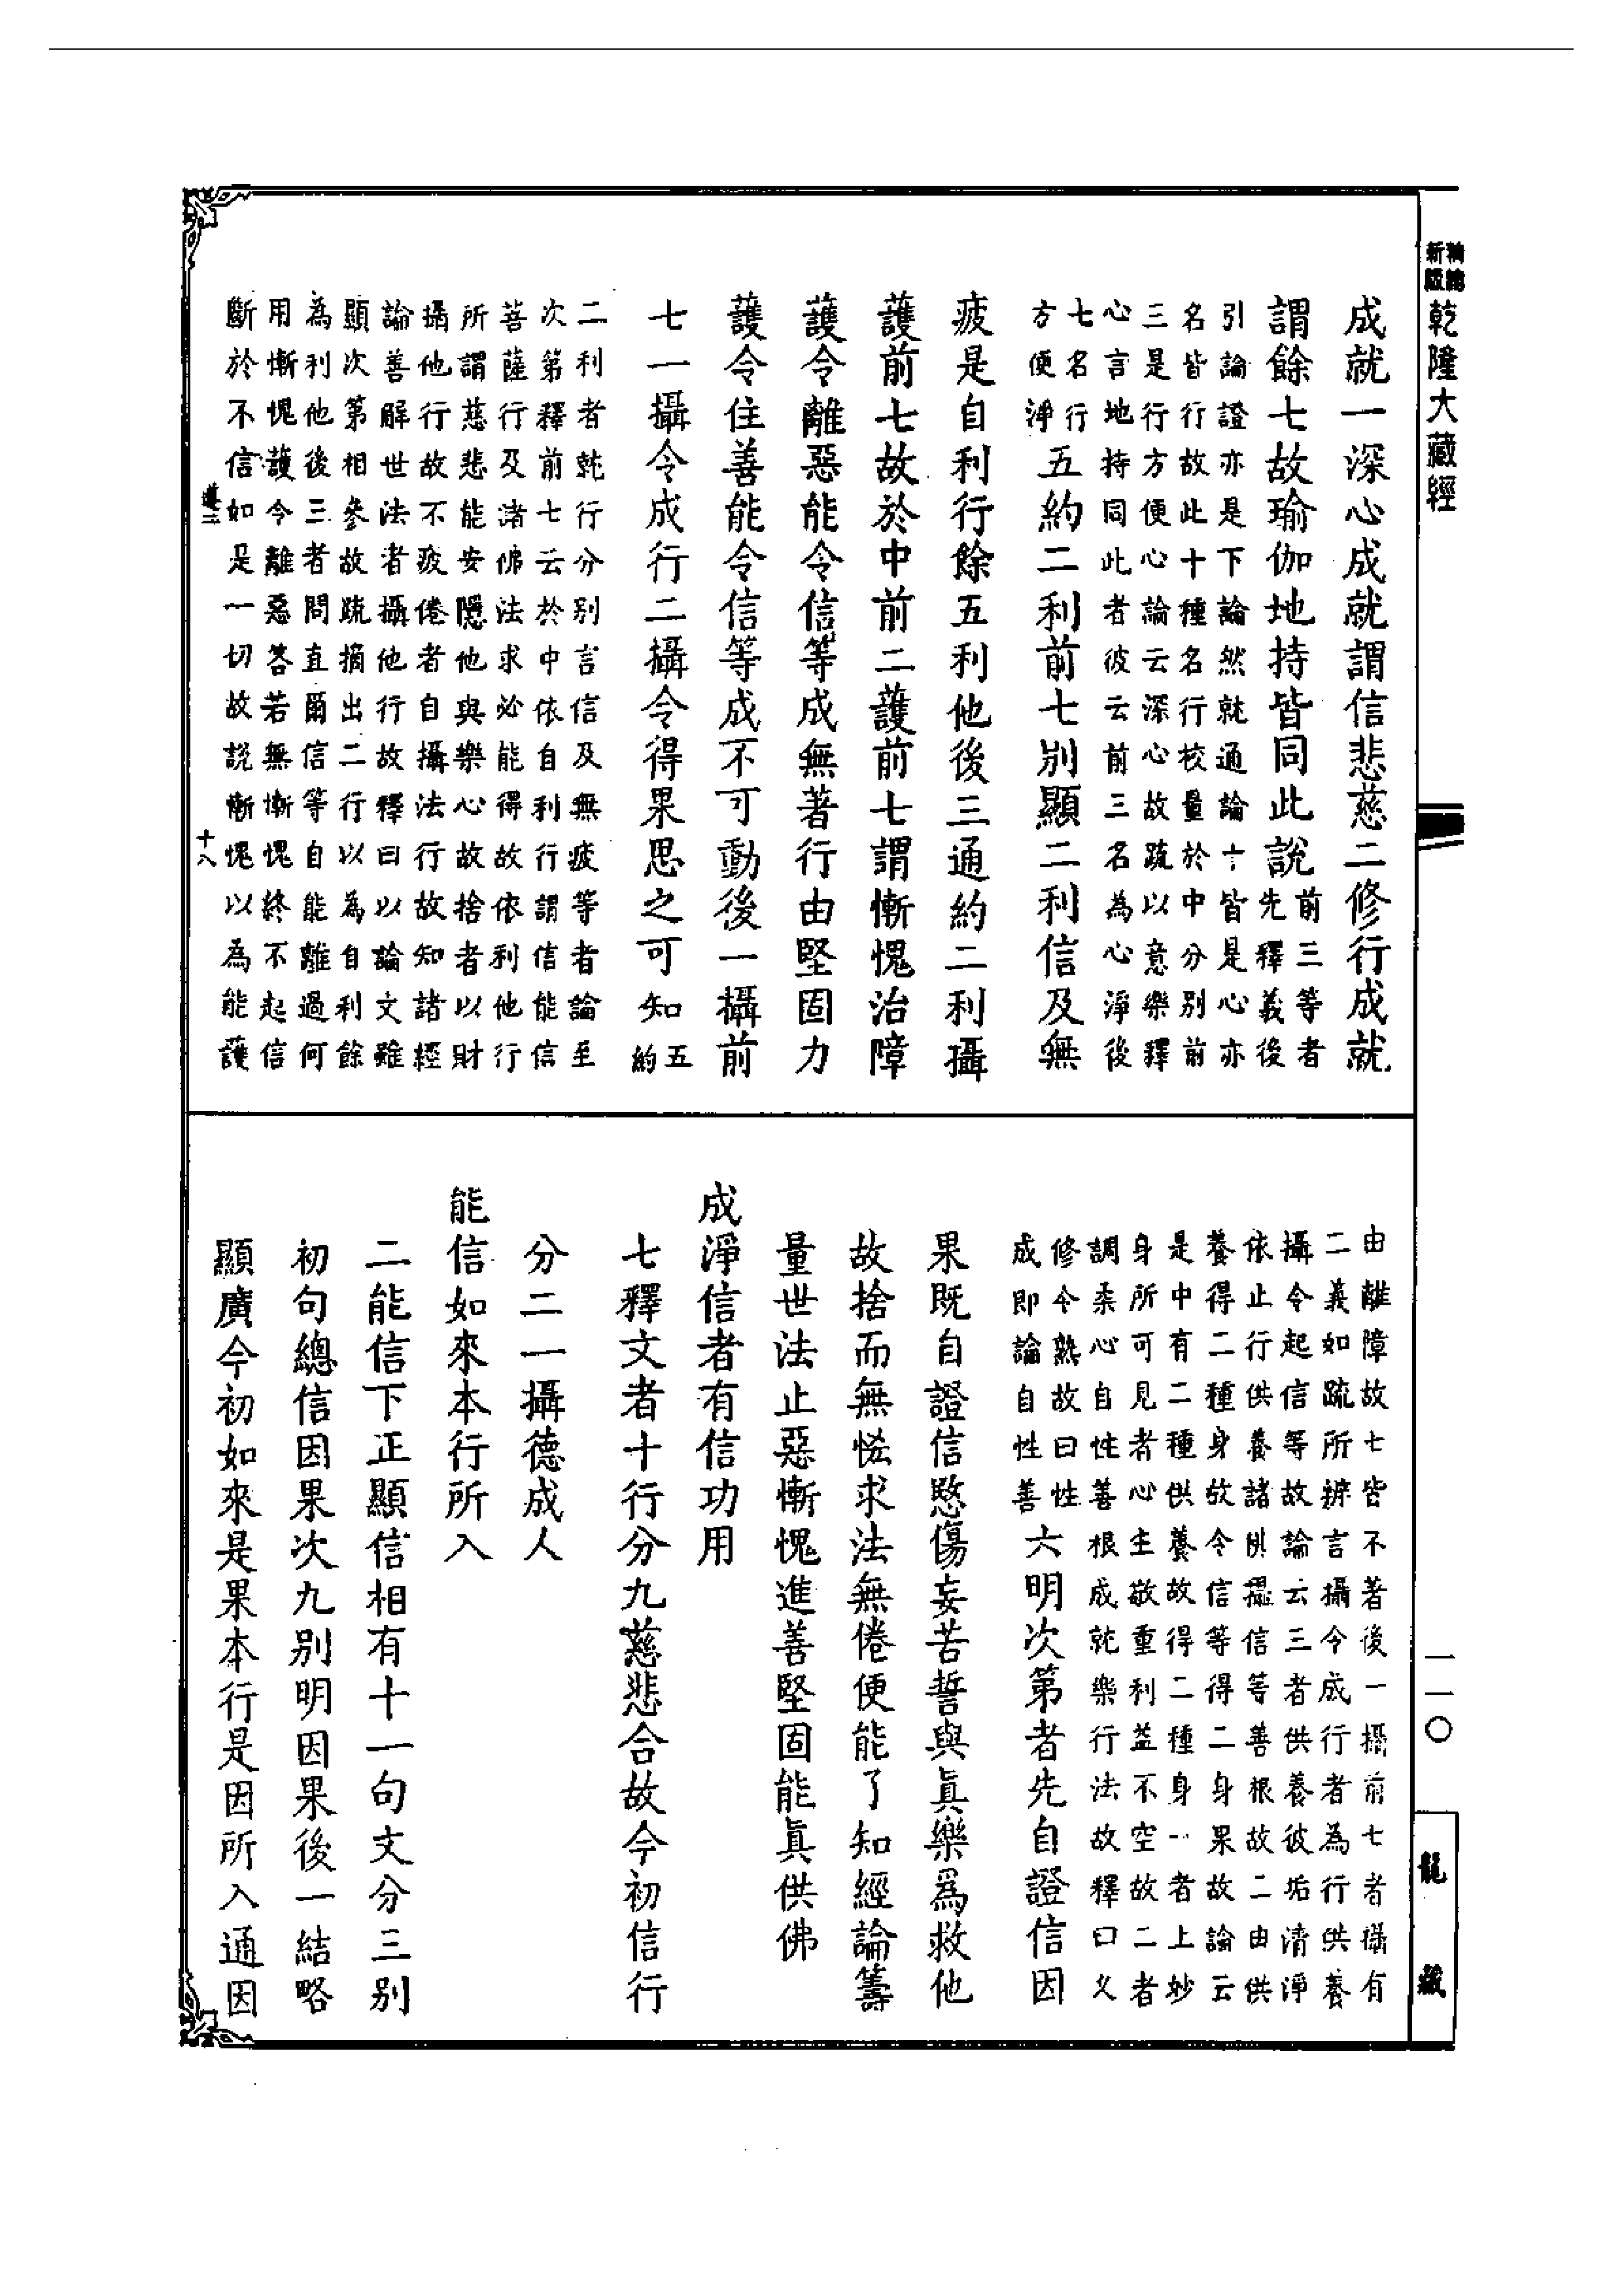 新版
乾隆大藏經
一一〇
龍藏
成就一深心成就謂信悲慈二修行成就
謂餘七故瑜伽地持皆同此說前三等者
先釋義後
引論證亦是下論然就通論十皆是心亦
名皆行故此十種名行校量於中分別前
三是行方便心論云深心故疏以意樂釋
心言地持同此者彼云前三名為心淨後
七名行
方便淨五約二利前七別顯二利信及無
疲是自利行餘五利他後三通約二利攝
護前七故於中前二護前七謂慚愧治障
護令離惡能令信等成無著行由堅固力
護令住善能令信等成不可動後一攝前
七一攝令成行二攝令得果思之可知五
約
二利者就行分別言信及無疲等者論至
次第釋前七云於中依自利行謂信能信
菩薩行及諸佛法求必能得故依利他行
所謂慈悲能安隱他與樂心故捨者以財
攝他行故不疲倦者自攝法行故知諸經
論善解世法者攝他行故釋曰以論文雖
顯次第相參故疏摘出二行以為自利餘
為利他後三者問直爾信等自能離過何
用慚愧護令離惡答若無慚愧終不起信
斷於不信如是一切故說慚愧以為能護
十八
由離障故七皆不著後一攝前七者攝有
二義如疏所辨言攝令成行者為行供養
攝令起信等故論云三者供養彼垢清淨
依止行供養諸供攝信等善根故二由供
養得二種身故令信等得二身果故論云
是中有二種供養故得二種身一者上妙
身所可見者心生敬重利益不空故二者
調柔心自性善根成就樂行法故釋曰又
修令熟故曰性
成即論自性善六明次第者先自證信因
果既自證信愍傷妄苦誓與眞樂爲救他
故捨而無悋求法無倦便能了知經論籌
量世法止惡慚愧進善堅固能眞供佛
成淨信者有信功用
七釋文者十行分九慈悲合故今初信行
分二一攝德成人
能信如來本行所入
二能信下正顯信相有十一句文分三別
初句總信因果次九別明因果後一結略
顯廣今初如來是果本行是因所入通因